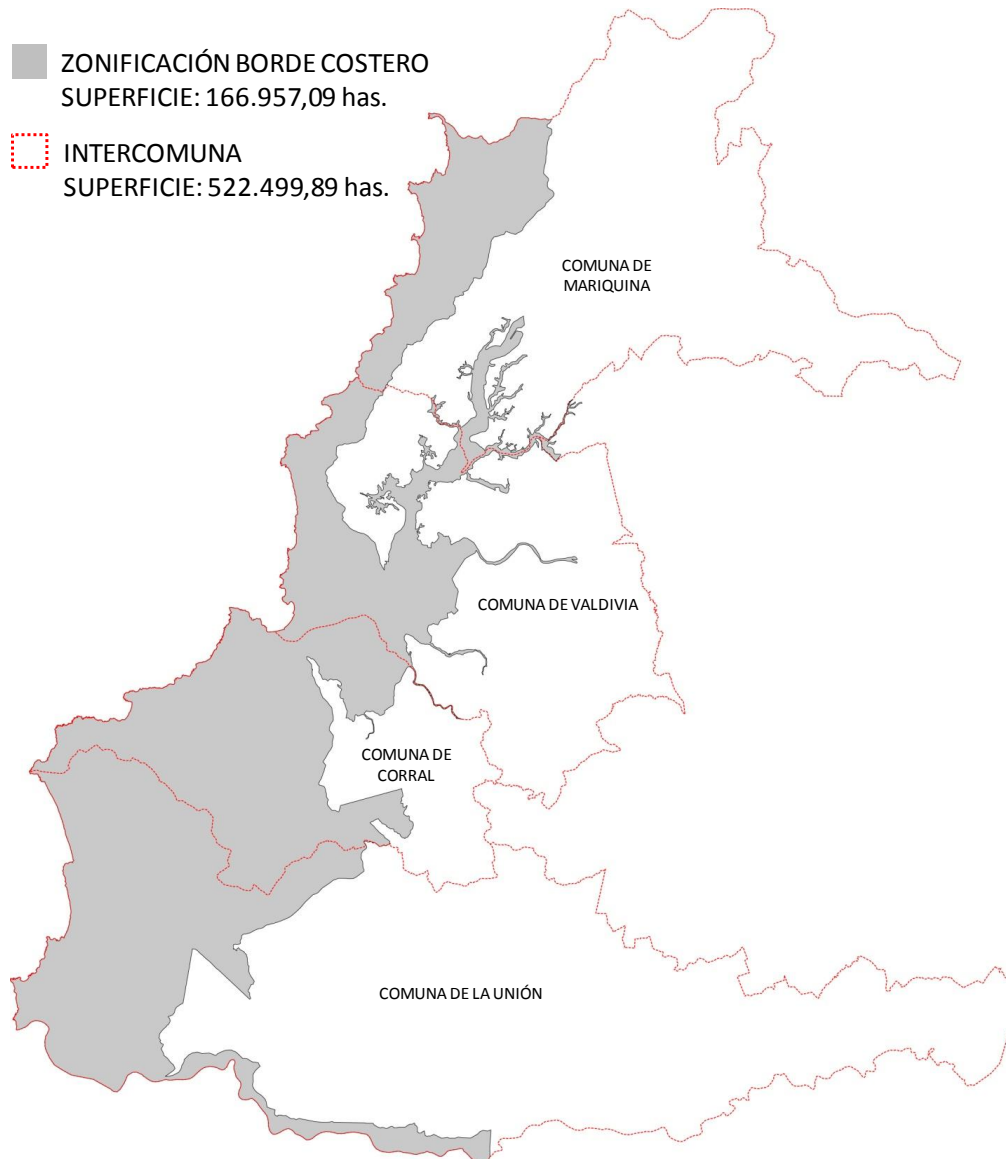 ZONIFICACIÓN BORDE COSTERO
SUPERFICIE: 166.957,09 has.
INTERCOMUNA
SUPERFICIE: 522.499,89 has.
COMUNA DE
MARIQUINA
COMUNA DE VALDIVIA
COMUNA DE
CORRAL
COMUNA DE LA UNIÓN